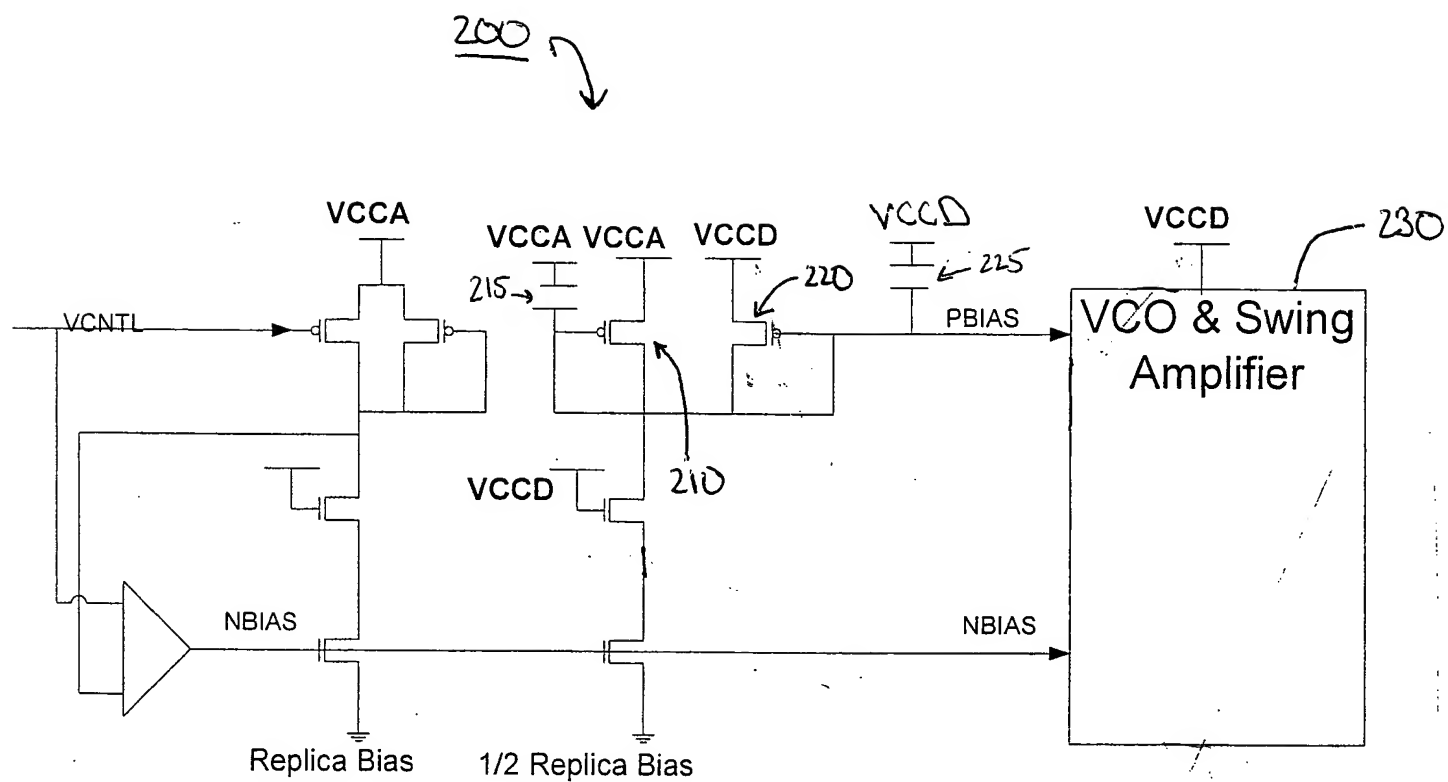 200
VCCA
VCCA VCCA VCCD
VCCD
VCCD
230
215
220
225
VCNTL
PBIAS
VCO & Swing
Amplifier
VCCD
210
NBIAS
NBIAS
Replica Bias
1/2 Replica Bias